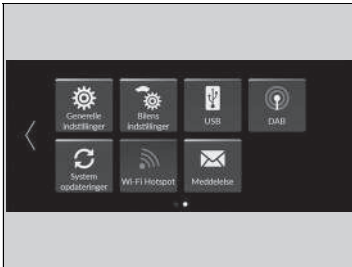 Generelle
indstillinger
Bilens
indstillinger
USB
DAB
System
opdateringer
Wi-Fi Hotspot
Meddelelse